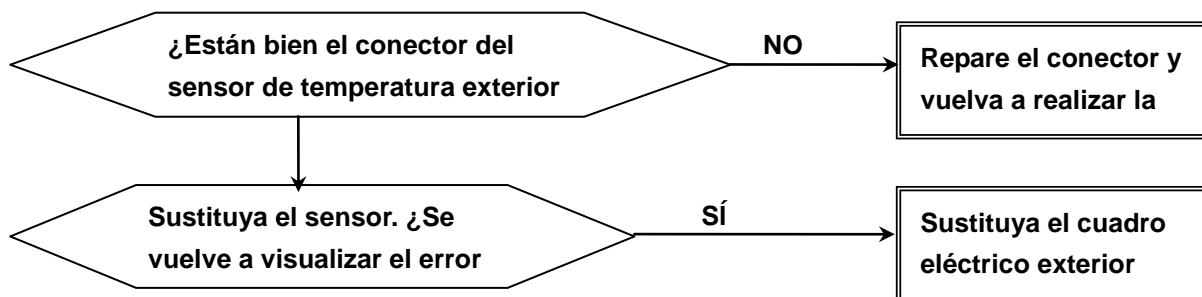 ¿Están bien el conector del
sensor de temperatura exterior
NO
Repare el conector y
vuelva a realizar la
Sustituya el sensor. ¿Se
vuelve a visualizar el error
SÍ
Sustituya el cuadro
eléctrico exterior